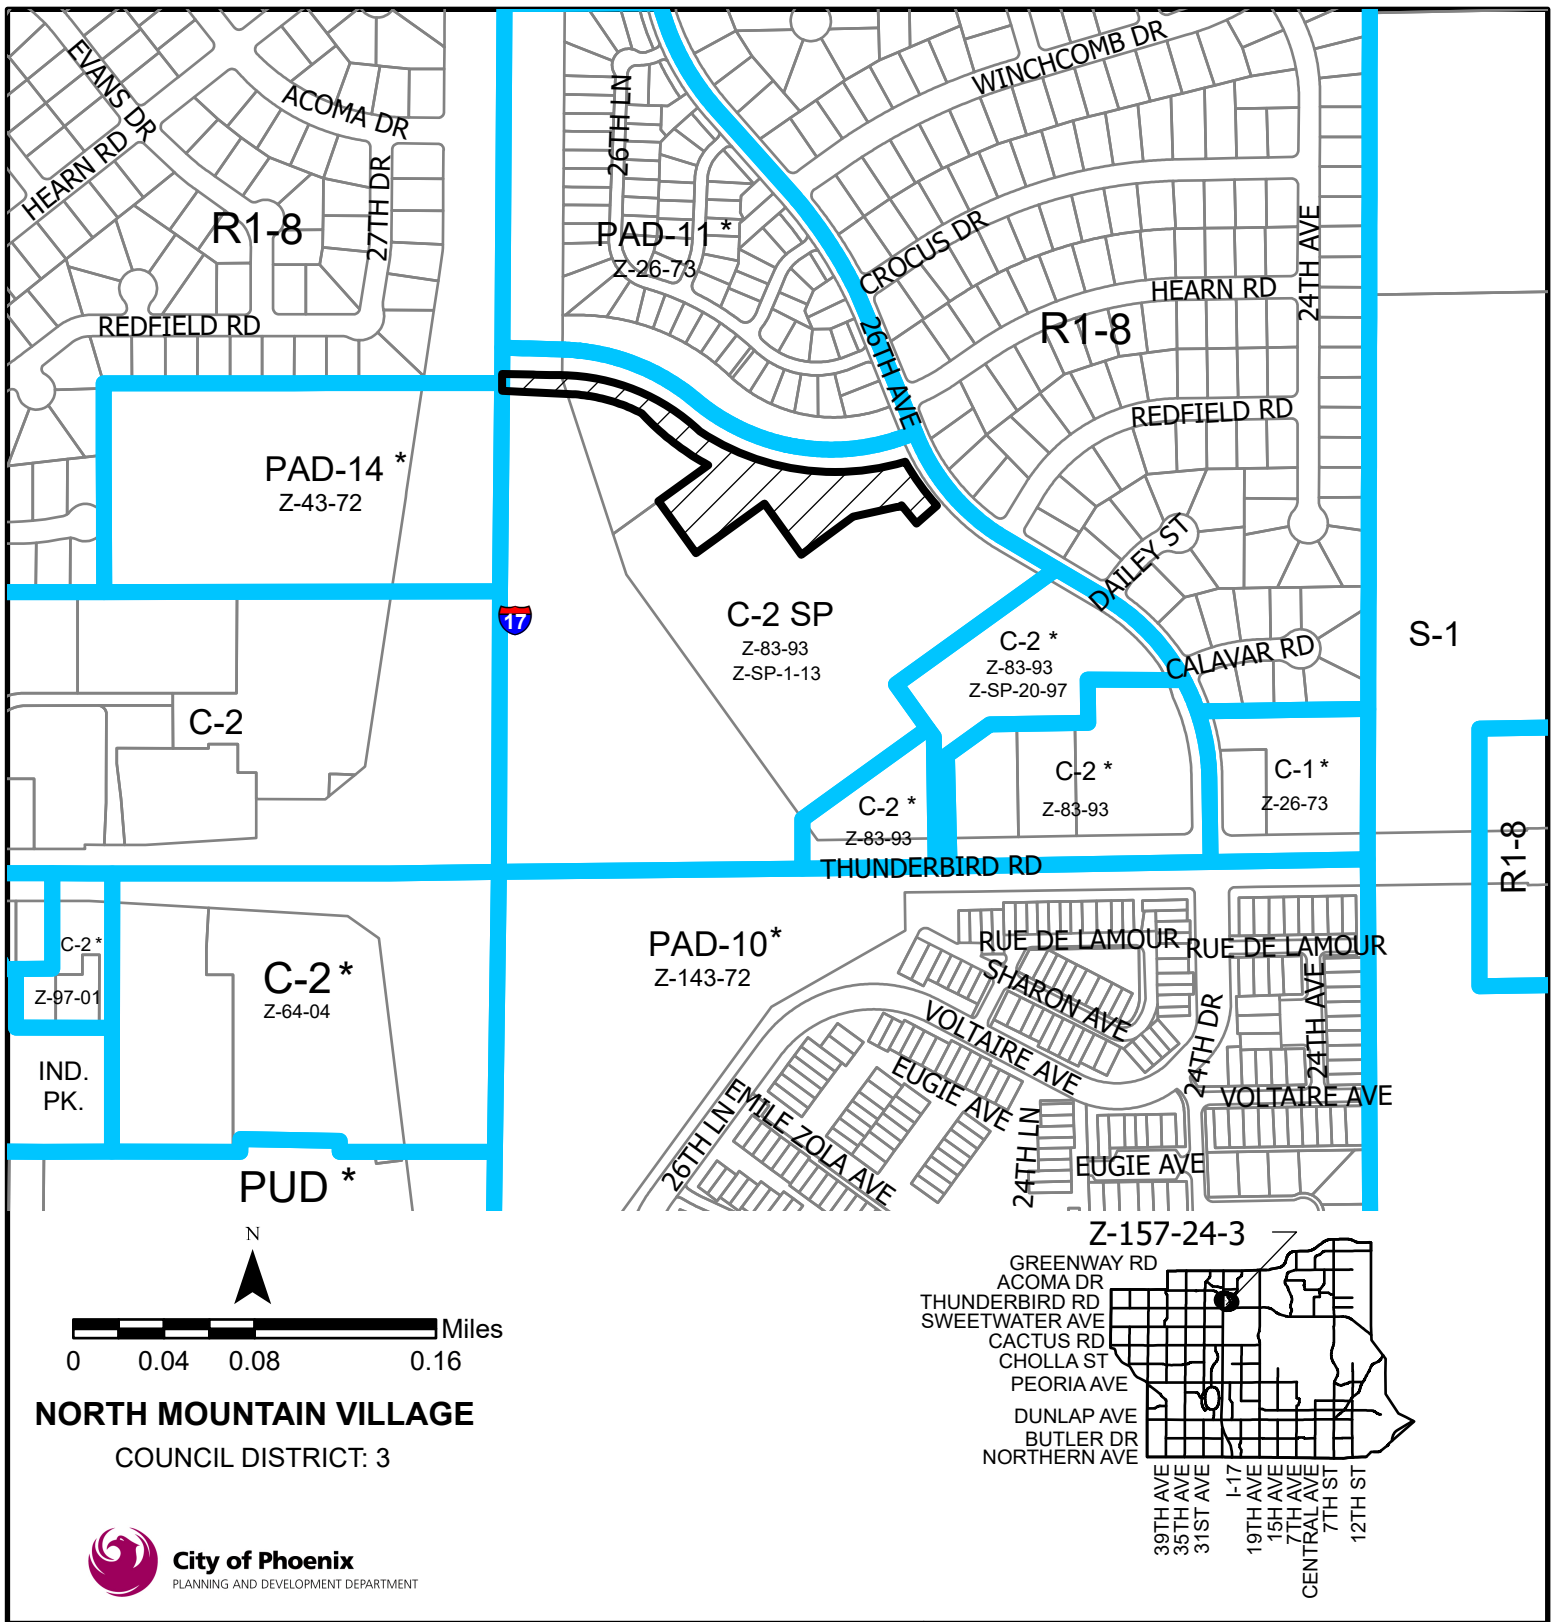 EVANS DR
ACOMA DR
HEARN RD
27TH DR
R1-8
REDFIELD RD
26TH LN
PAD-11 *
Z-26-73
WINCHCOMB DR
CROCUS DR
24TH AVE
HEARN RD
R1-8
26TH AVE
REDFIELD RD
PAD-14 *
Z-43-72
DAILEY ST
17
C-2 SP
Z-83-93
Z-SP-1-13
C-2 *
Z-83-93
Z-SP-20-97
CALAVAR RD
S-1
C-2
C-2 *
Z-83-93
C-2 *
Z-83-93
C-1 *
Z-26-73
R1-8
THUNDERBIRD RD
C-2 *
Z-97-01
C-2 *
Z-64-04
PAD-10 *
Z-143-72
RUE DE LAMOUR
RUE DE LAMOUR
SHARON AVE
VOLTAIRE AVE
24TH DR
24TH AVE
EUGIE AVE
VOLTAIRE AVE
EMILE ZOLA AVE
26TH LN
24TH LN
EUGIE AVE
IND.
PK.
PUD *
N
Miles
0 0.04 0.08 0.16
NORTH MOUNTAIN VILLAGE
COUNCIL DISTRICT: 3
City of Phoenix
PLANNING AND DEVELOPMENT DEPARTMENT
Z-157-24-3
GREENWAY RD
ACOMA DR
THUNDERBIRD RD
SWEETWATER AVE
CACTUS RD
CHOLLA ST
PEORIA AVE
DUNLAP AVE
BUTLER DR
NORTHERN AVE
39TH AVE
35TH AVE
31ST AVE
I-17
19TH AVE
15H AVE
7TH AVE
CENTRAL AVE
7TH ST
12TH ST